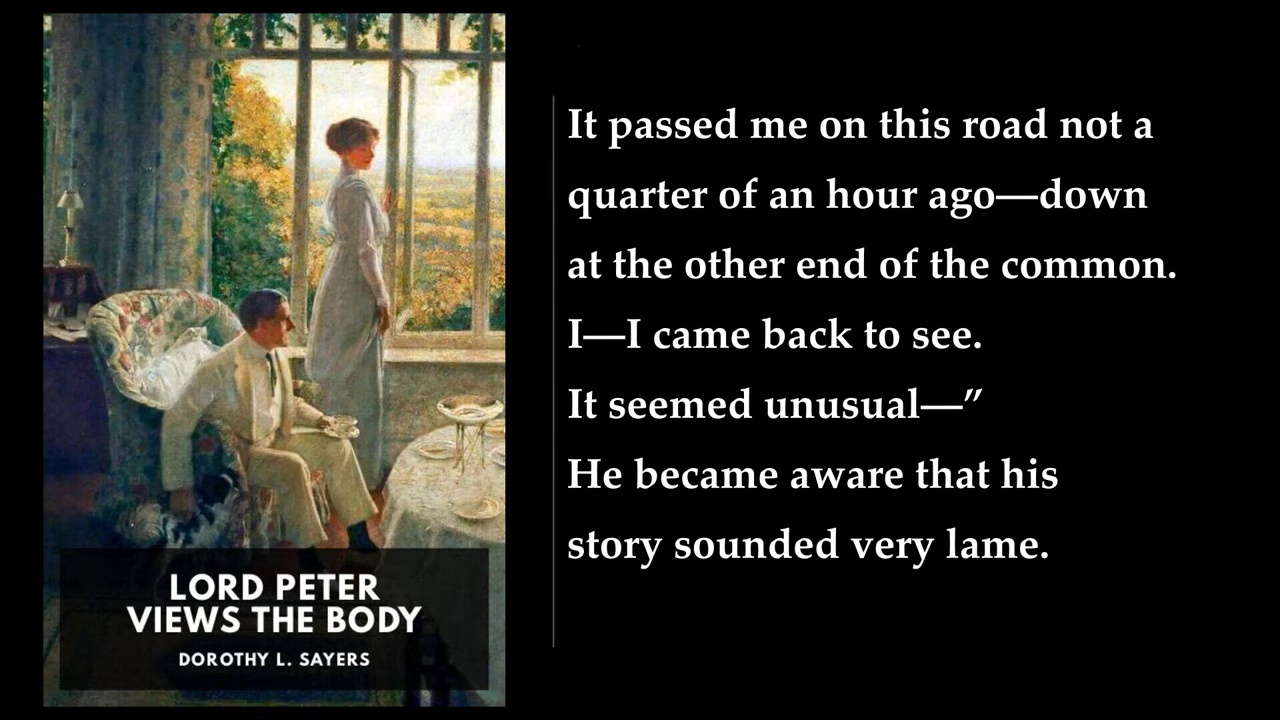 LORD PETER
VIEWS THE BODY
DOROTHY L. SAYERS
It passed me on this road not a
quarter of an hour ago—down
at the other end of the common.
I—I came back to see.
It seemed unusual—”
He became aware that his
story sounded very lame.